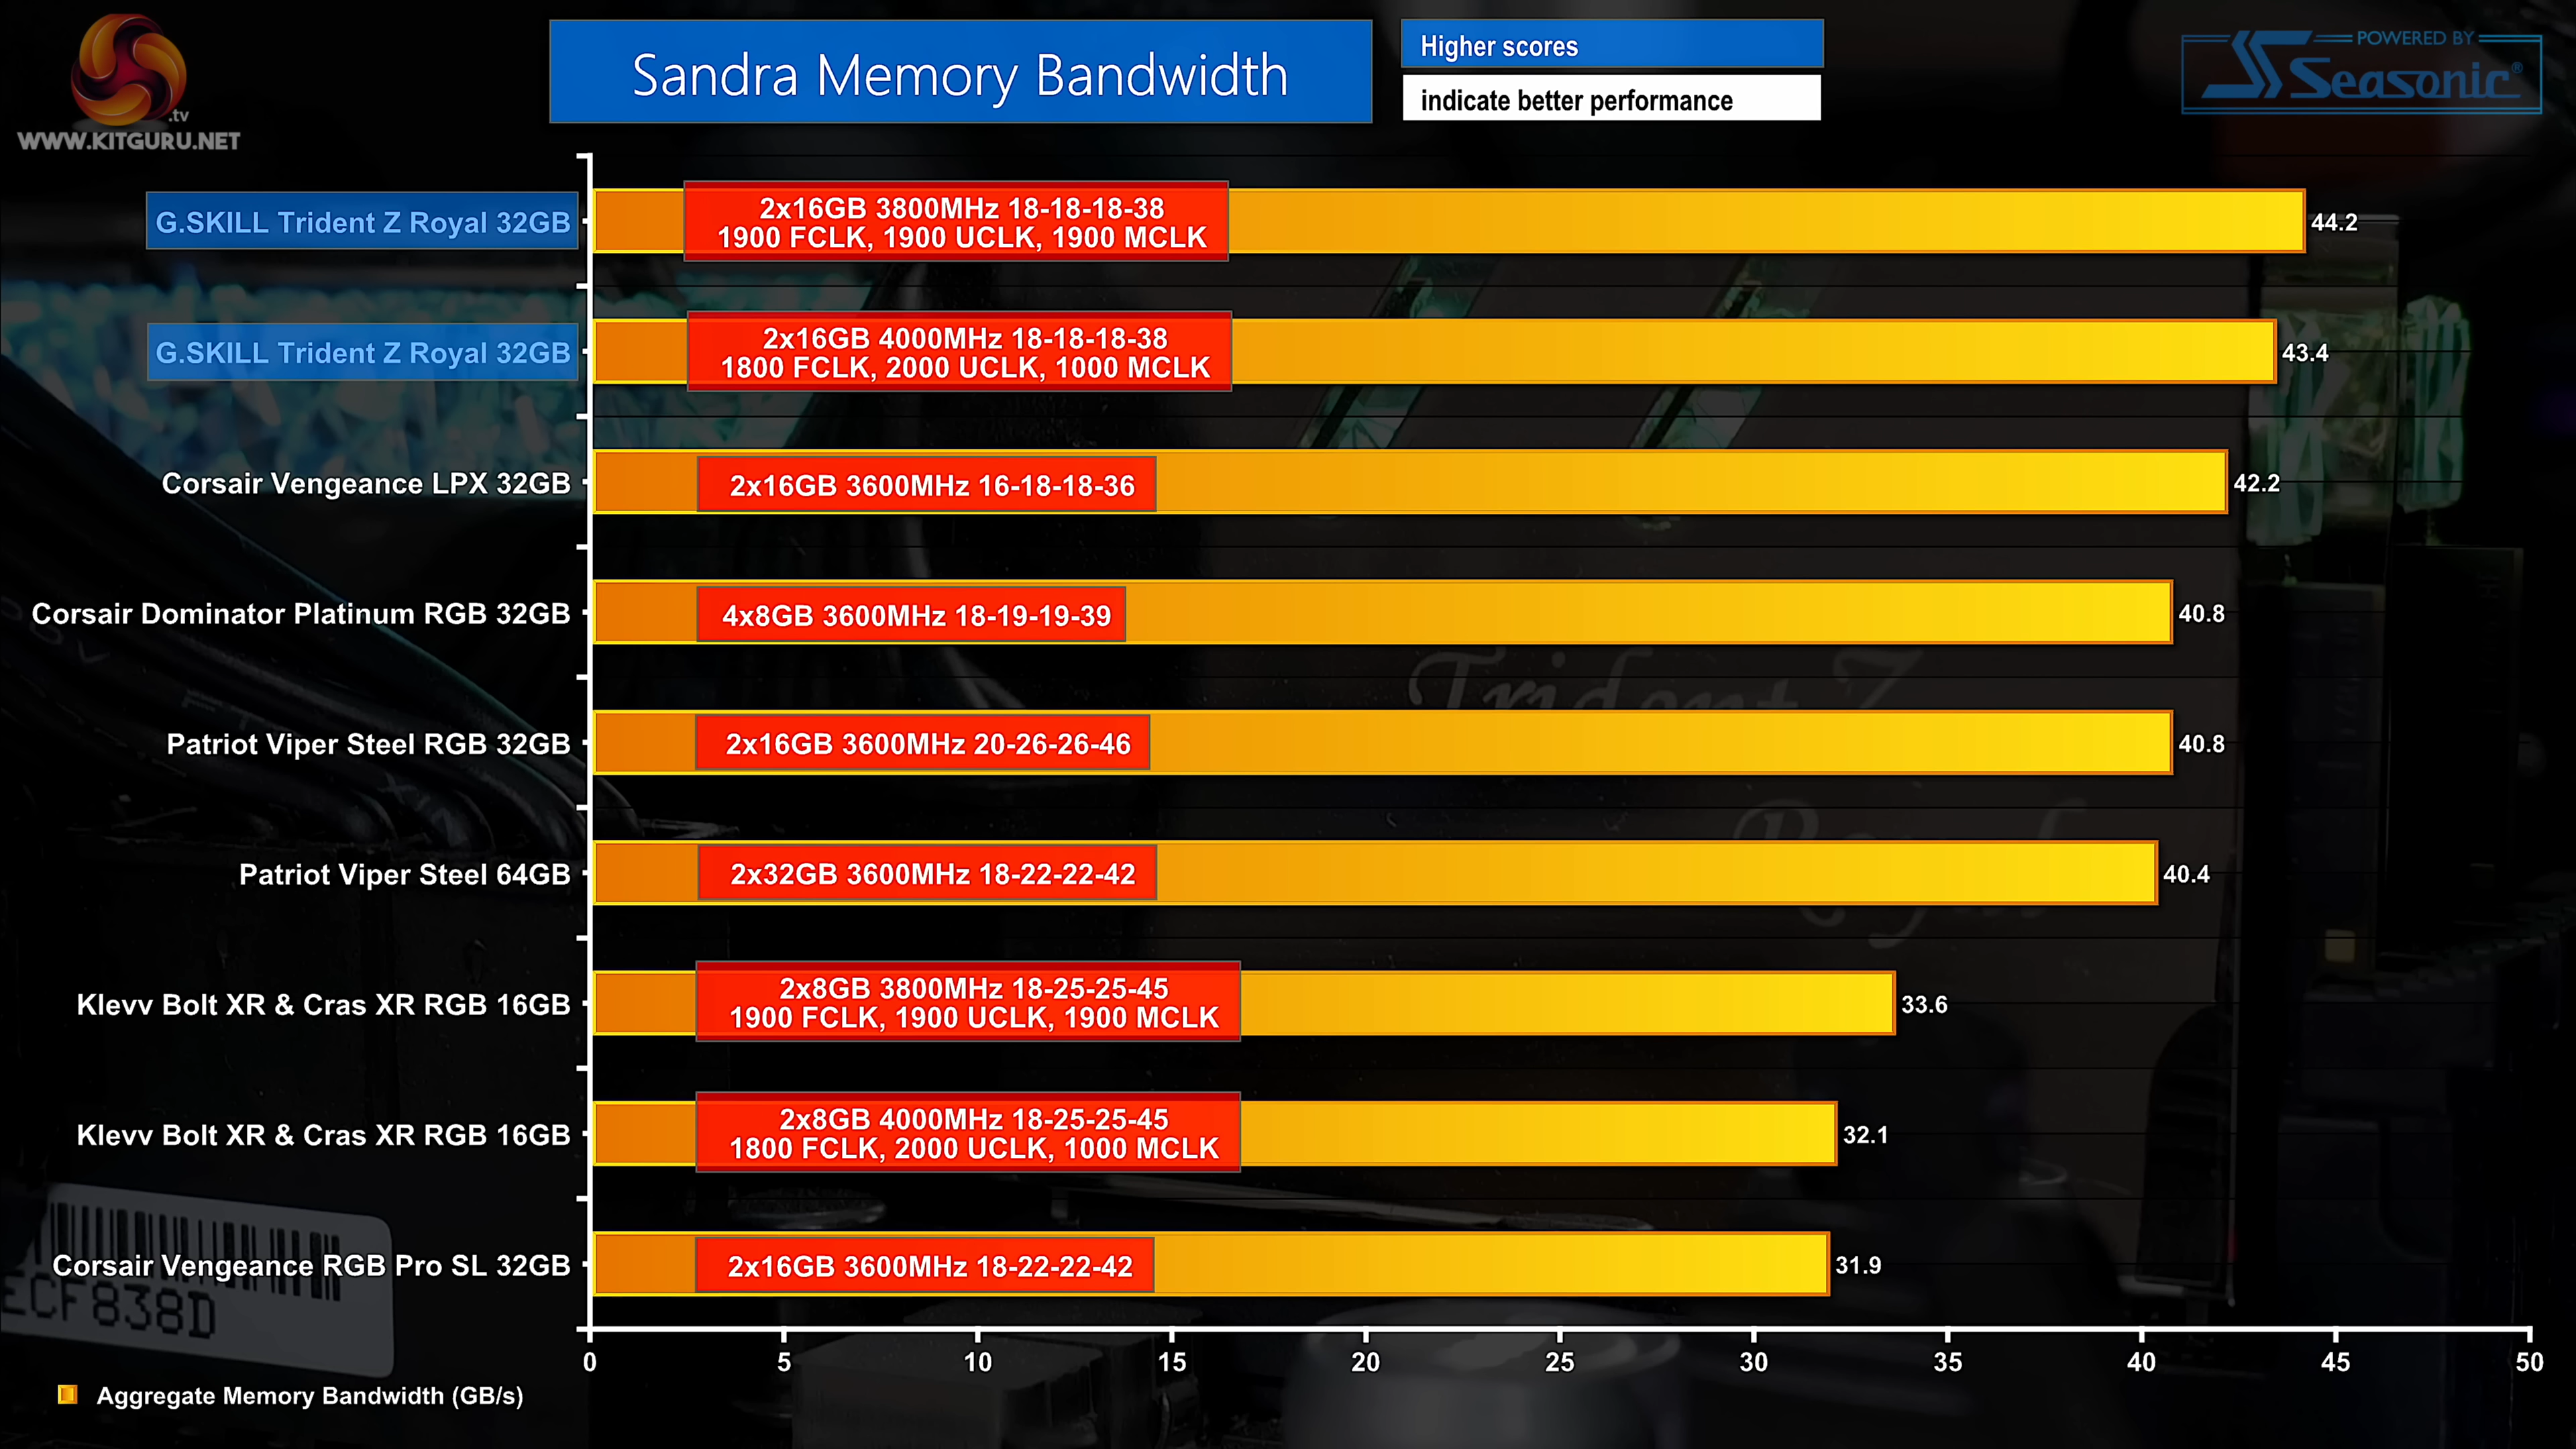 .tv
WWW.KITGURU.NET
Sandra Memory Bandwidth
Higher scores
indicate better performance
POWERED BY
Seasonic®
G.SKILL Trident Z Royal 32GB
2x16GB 3800MHz 18-18-18-38
1900 FCLK, 1900 UCLK, 1900 MCLK
44.2
G.SKILL Trident Z Royal 32GB
2x16GB 4000MHz 18-18-18-38
1800 FCLK, 2000 UCLK, 1000 MCLK
43.4
Corsair Vengeance LPX 32GB
2x16GB 3600MHz 16-18-18-36
42.2
Corsair Dominator Platinum RGB 32GB
4x8GB 3600MHz 18-19-19-39
40.8
Trident Z
Patriot Viper Steel RGB 32GB
2x16GB 3600MHz 20-26-26-46
40.8
Royal
Patriot Viper Steel 64GB
2x32GB 3600MHz 18-22-22-42
40.4
Klevv Bolt XR & Cras XR RGB 16GB
2x8GB 3800MHz 18-25-25-45
1900 FCLK, 1900 UCLK, 1900 MCLK
33.6
Klevv Bolt XR & Cras XR RGB 16GB
2x8GB 4000MHz 18-25-25-45
1800 FCLK, 2000 UCLK, 1000 MCLK
32.1
Corsair Vengeance RGB Pro SL 32GB
2x16GB 3600MHz 18-22-22-42
31.9
ECF838D
0 5 10 15 20 25 30 35 40 45 50
Aggregate Memory Bandwidth (GB/s)